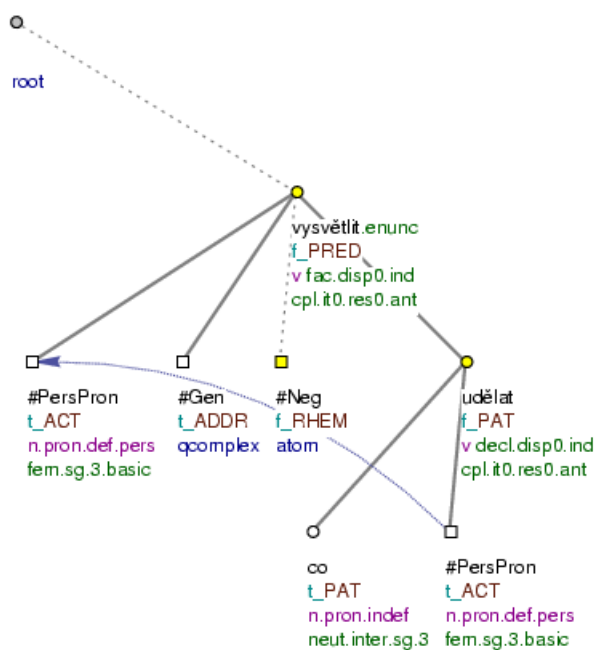 root
vysvětlit.enunc
f_PRED
v fac.disp0.ind
cpl.it0.res0.ant
#PersPron
t_ACT
n.pron.def.pers
fem.sg.3.basic
#Gen
t_ADDR
qcomplex
#Neg
f_RHEM
atom
udělat
f_PAT
v decl.disp0.ind
cpl.it0.res0.ant
co
t_PAT
n.pron.indef
neut.inter.sg.3
#PersPron
t_ACT
n.pron.def.pers
fem.sg.3.basic